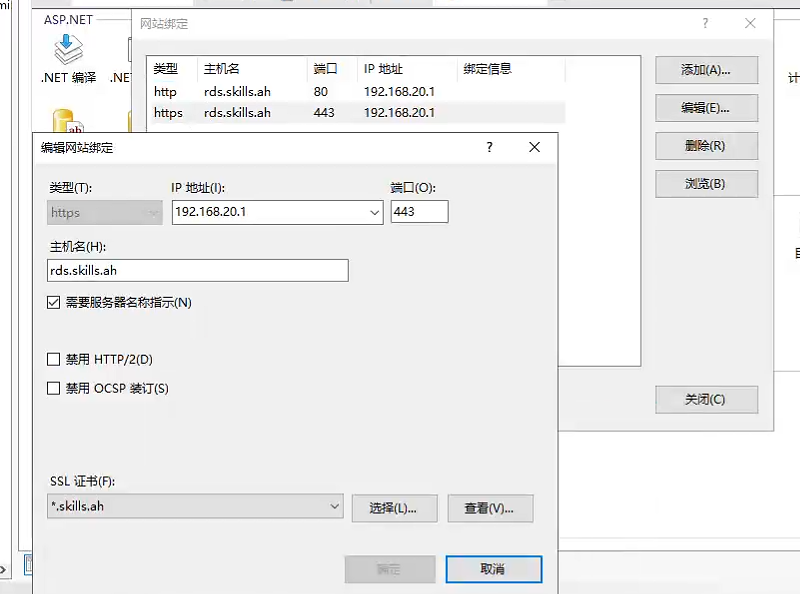 mi
ASP.NET
网站绑定
?
.NET 编译
.NE
类型 主机名 端口 IP 地址 绑定信息
http rds.skills.ah 80 192.168.20.1
https rds.skills.ah 443 192.168.20.1
添加(A)...
编辑(E)...
删除(R)
浏览(B)
计
ab
编辑网站绑定
?
类型(T): IP 地址(I): 端口(O):
https 192.168.20.1 443
主机名(H):
rds.skills.ah
需要服务器名称指示(N)
禁用 HTTP/2(D)
禁用 OCSP 装订(S)
关闭(C)
SSL 证书(F):
*.skills.ah 选择(L)... 查看(V)...
确定 取消